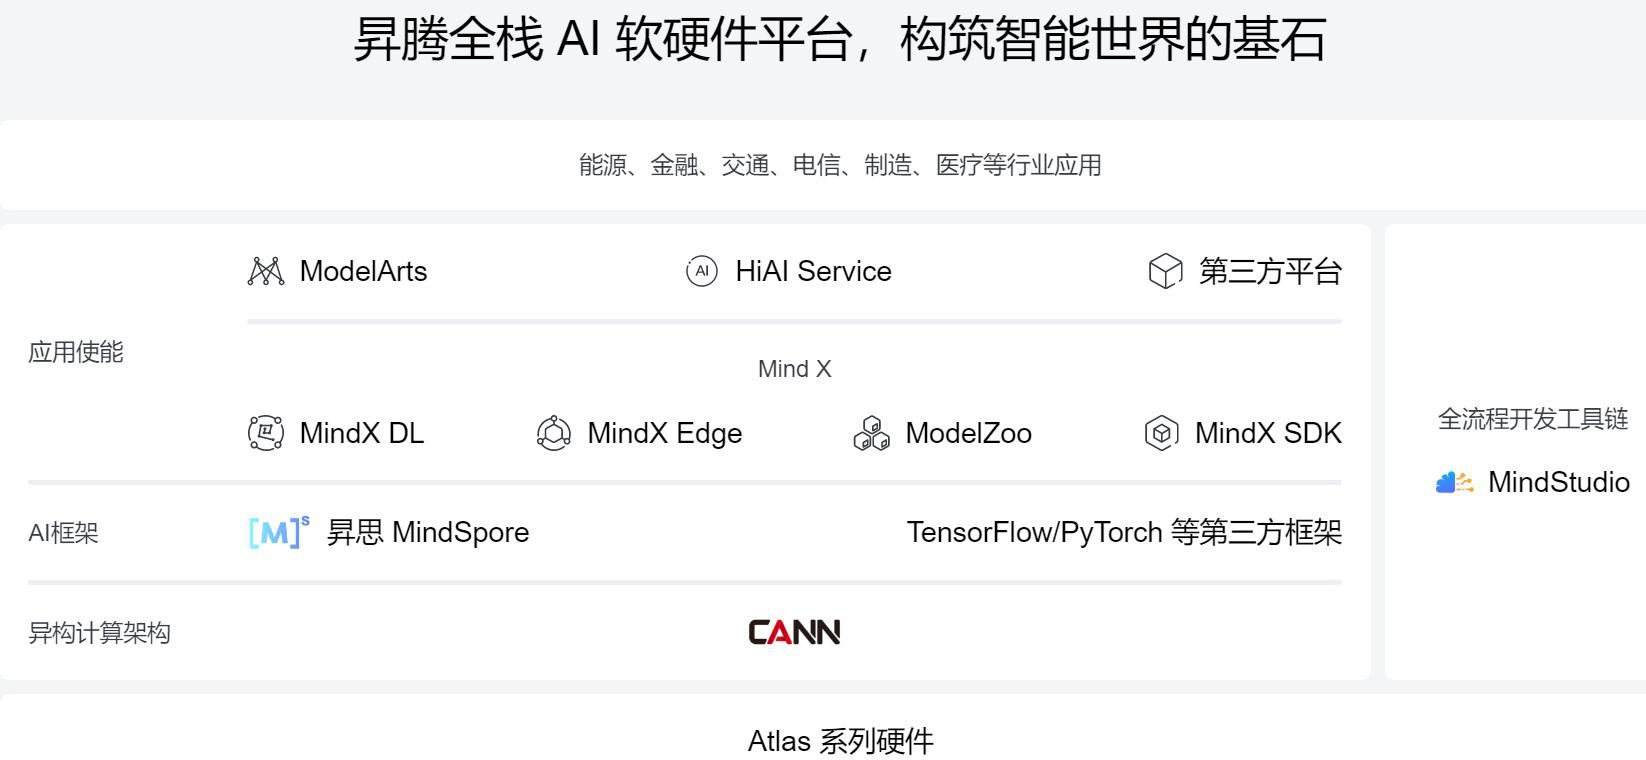 昇腾全栈 AI 软硬件平台，构筑智能世界的基石
能源、金融、交通、电信、制造、医疗等行业应用
应用使能
ModelArts
AI
HiAI Service
第三方平台
Mind X
MindX DL
MindX Edge
ModelZoo
MindX SDK
AI框架
[M]s
昇思 MindSpore
TensorFlow/PyTorch 等第三方框架
异构计算架构
CANN
全流程开发工具链
MindStudio
Atlas 系列硬件